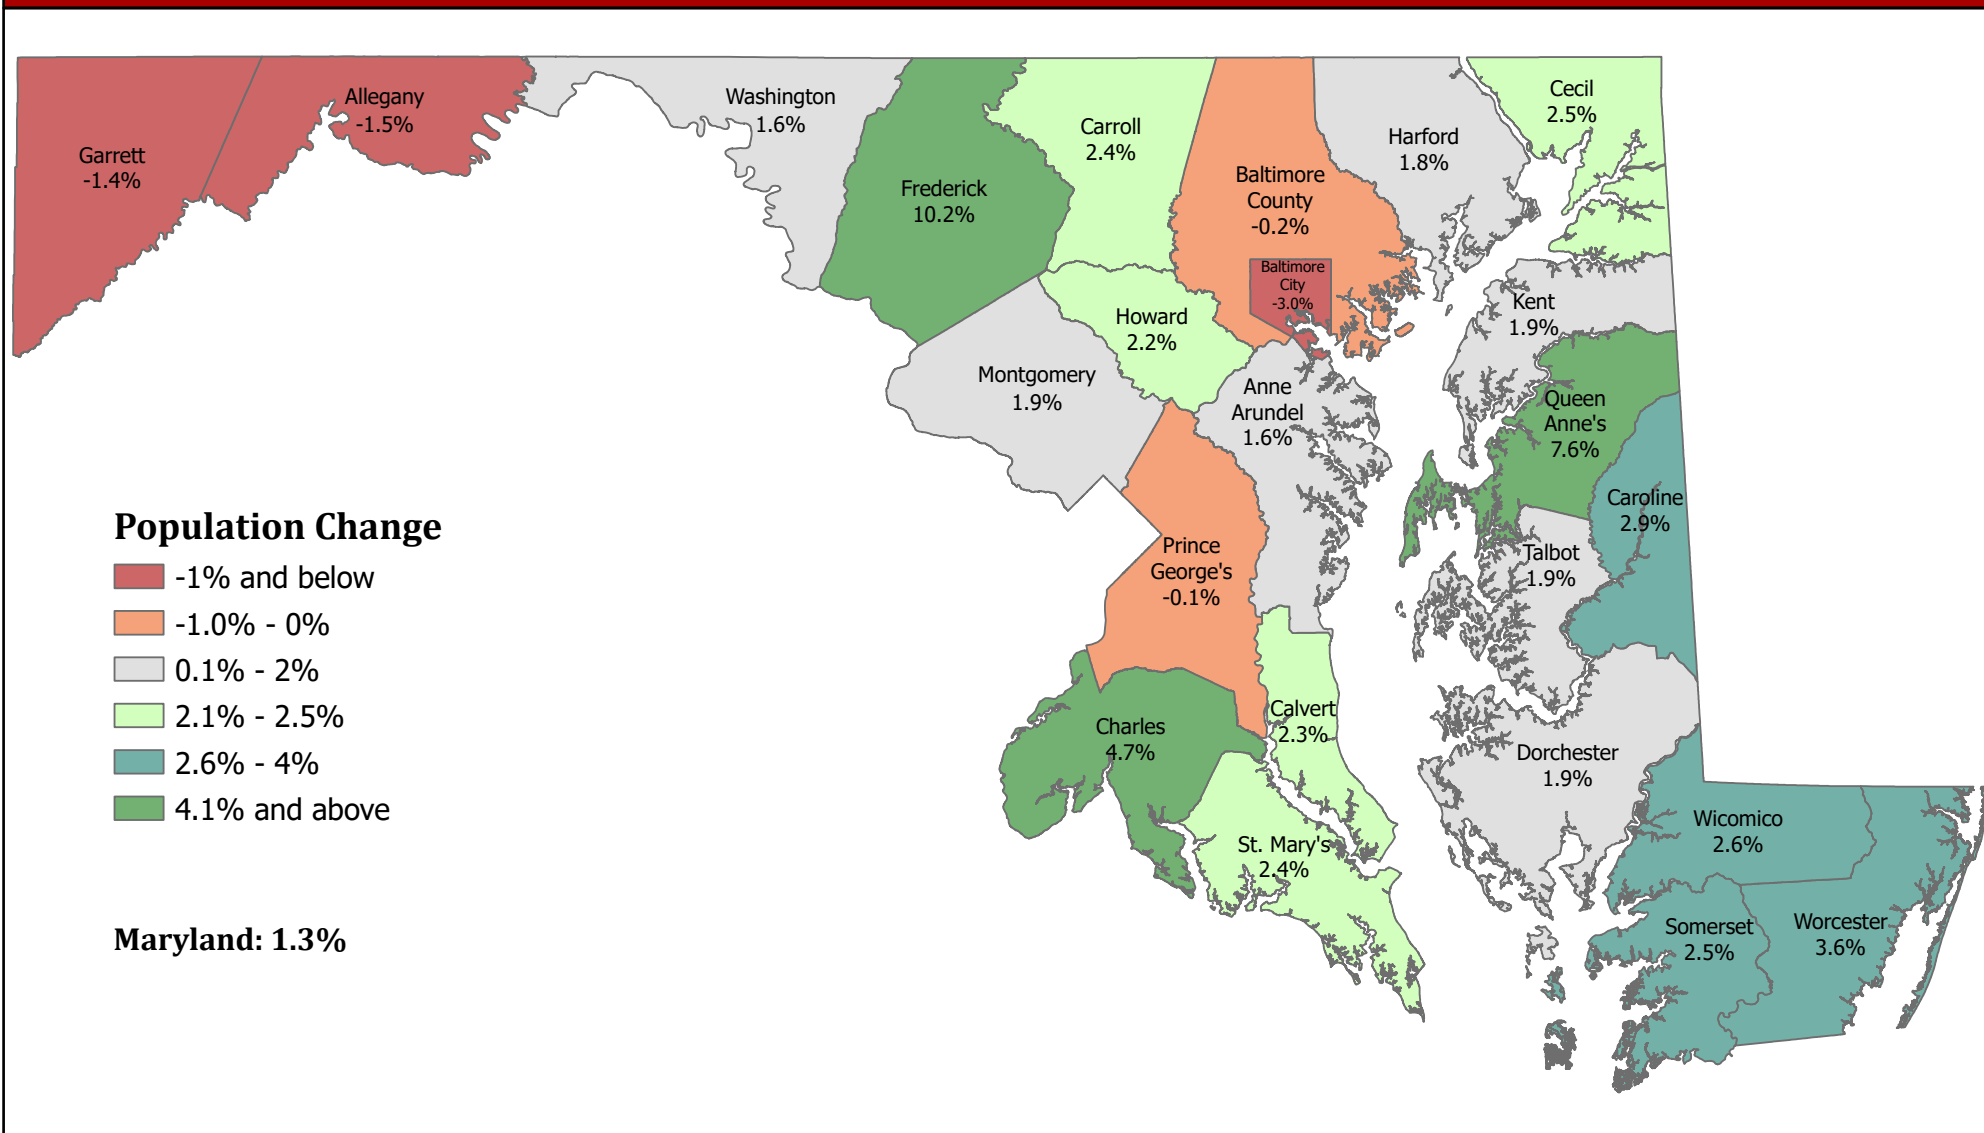 Garrett
-1.4%
Allegany
-1.5%
Washington
1.6%
Frederick
10.2%
Carroll
2.4%
Baltimore
County
-0.2%
Baltimore
City
-3.0%
Harford
1.8%
Cecil
2.5%
Kent
1.9%
Howard
2.2%
Montgomery
1.9%
Anne
Arundel
1.6%
Queen
Anne's
7.6%
Caroline
2.9%
Talbot
1.9%
Prince
George's
-0.1%
Calvert
2.3%
Charles
4.7%
St. Mary's
2.4%
Dorchester
1.9%
Wicomico
2.6%
Somerset
2.5%
Worcester
3.6%
Population Change
-1% and below
-1.0% - 0%
0.1% - 2%
2.1% - 2.5%
2.6% - 4%
4.1% and above
Maryland: 1.3%